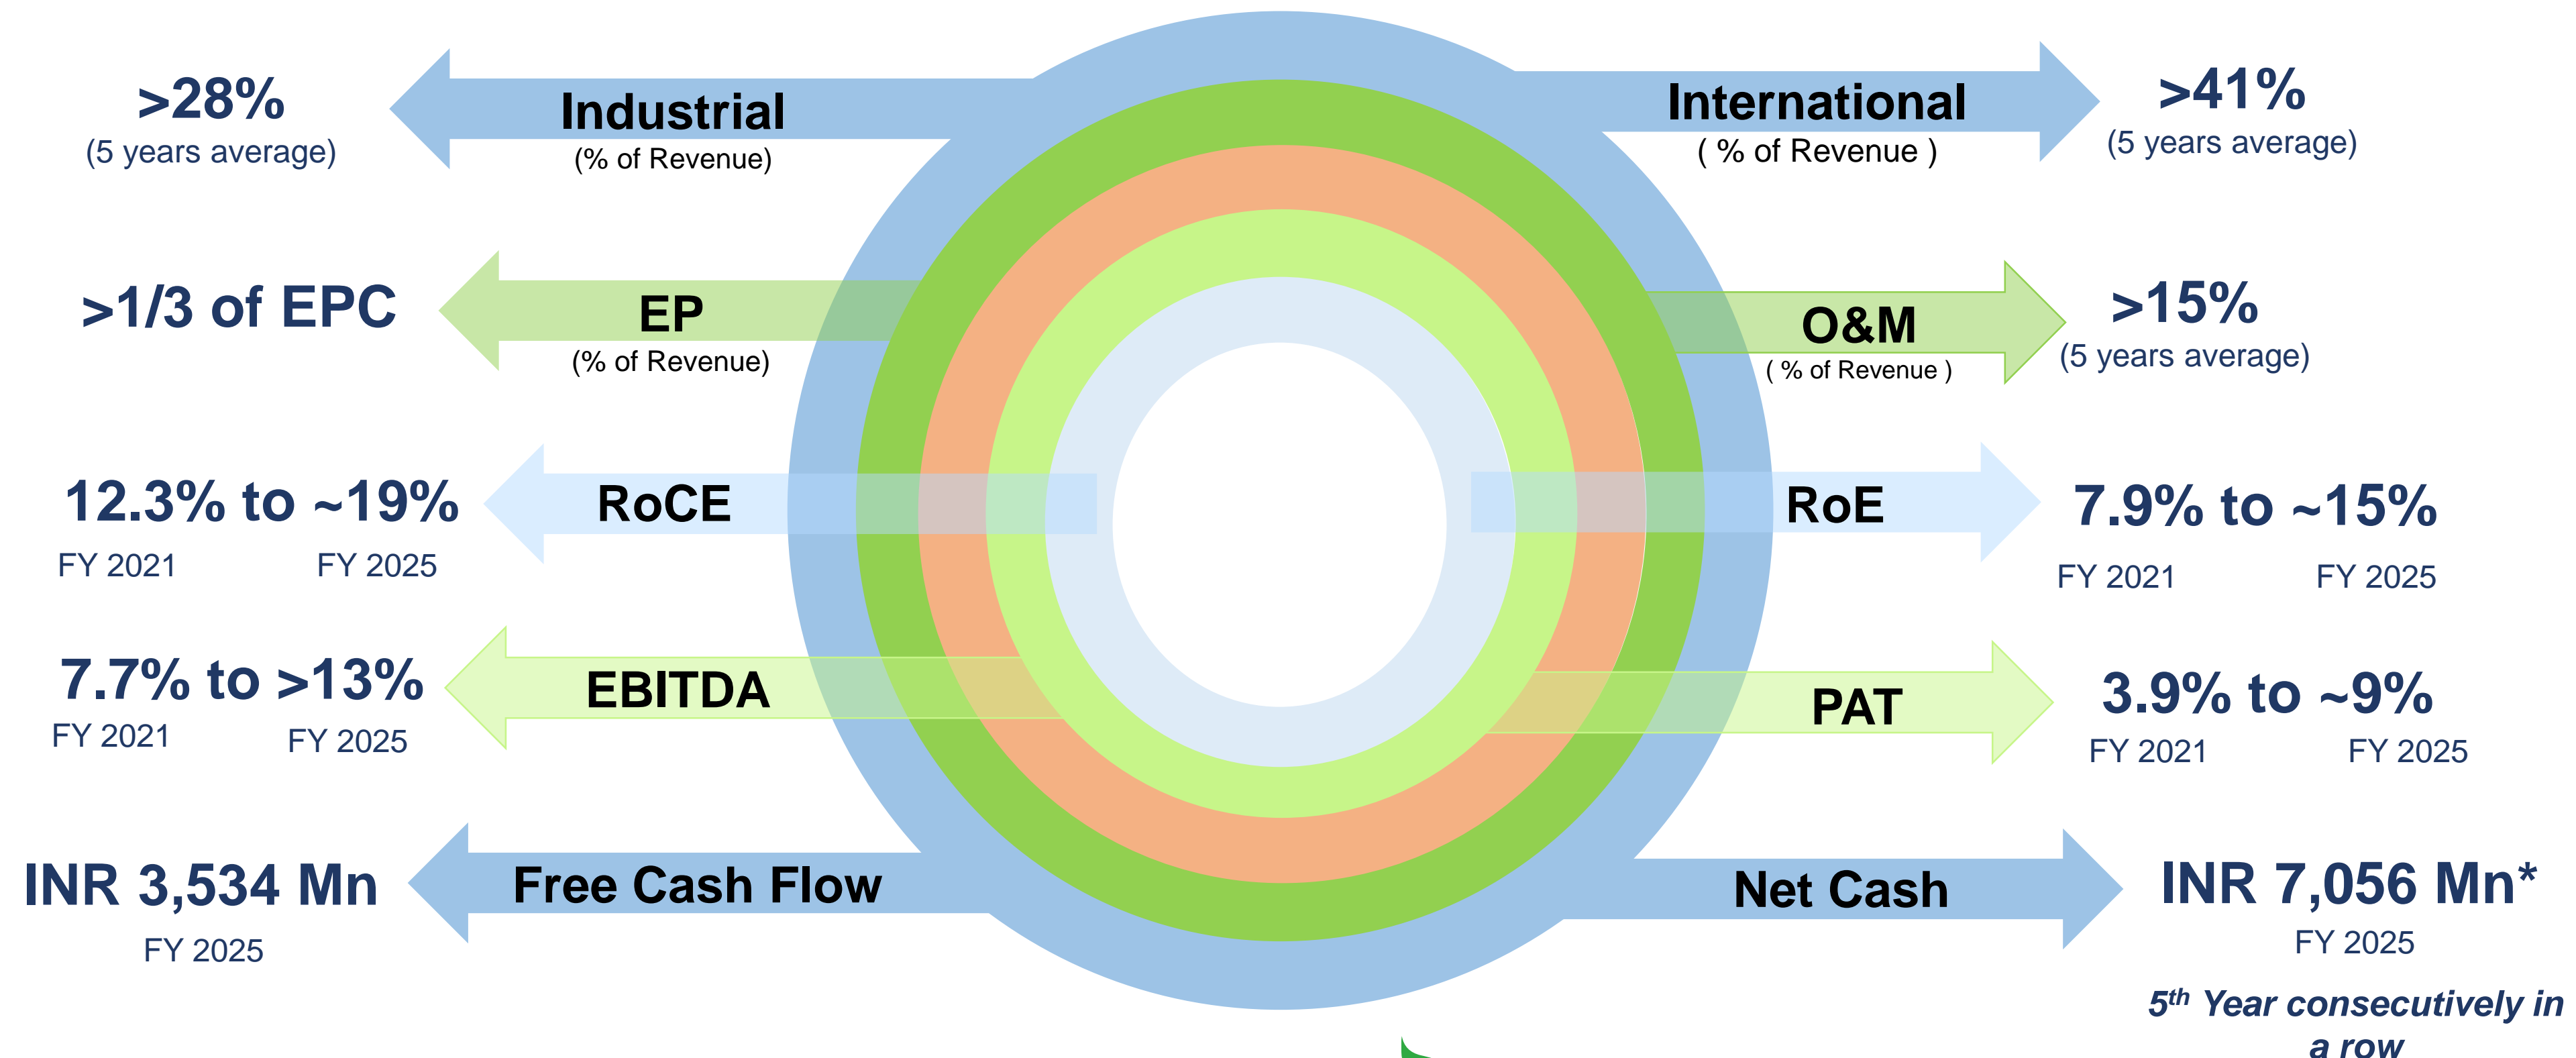 >28%
(5 years average)
Industrial
(% of Revenue)
International
( % of Revenue )
>41%
(5 years average)
>1/3 of EPC
EP
(% of Revenue)
O&M
( % of Revenue )
>15%
(5 years average)
12.3% to ~19%
FY 2021 FY 2025
RoCE
RoE
7.9% to ~15%
FY 2021 FY 2025
7.7% to >13%
FY 2021 FY 2025
EBITDA
PAT
3.9% to ~9%
FY 2021 FY 2025
INR 3,534 Mn
FY 2025
Free Cash Flow
Net Cash
INR 7,056 Mn*
FY 2025
5th Year consecutively in
a row